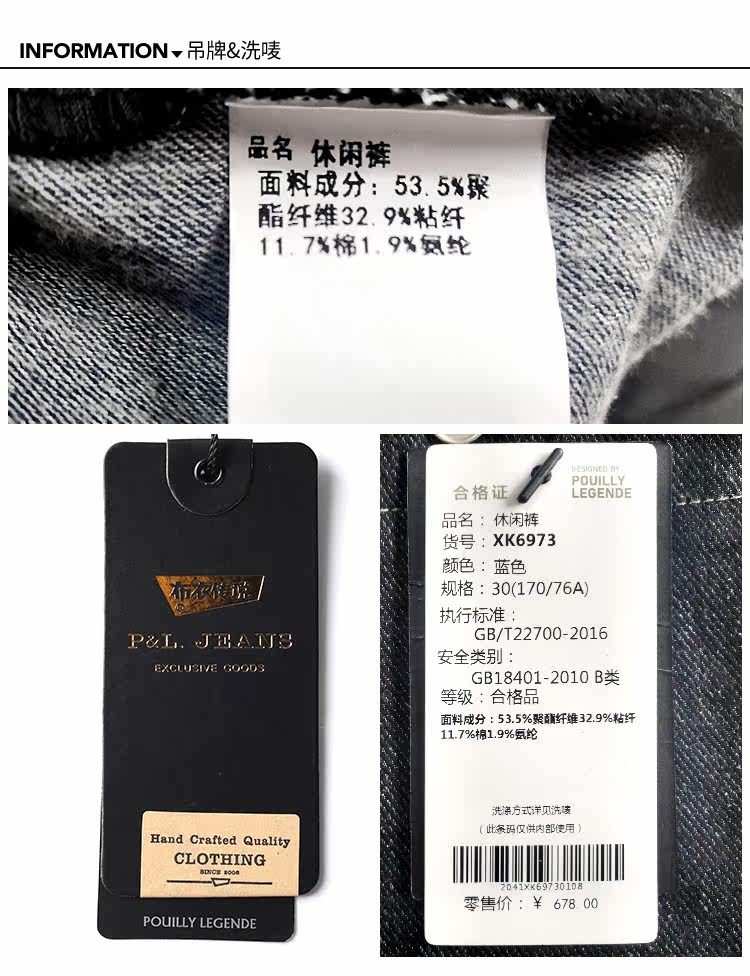 INFORMATION 吊牌&洗唛
品名 休闲裤
面料成分：53.5%聚
酯纤维32.9%粘纤
11.7%棉1.9%氨纶
布衣传说
®
P&L. JEANS
EXCLUSIVE GOODS
Hand Crafted Quality
CLOTHING
SINCE 2006
POUILLY LEGENDE
合格证
DESIGNED BY
POUILLY
LEGENDE
品名：休闲裤
货号：XK6973
颜色：蓝色
规格：30(170/76A)
执行标准：
GB/T22700-2016
安全类别：
GB18401-2010 B类
等级：合格品
面料成分：53.5%聚酯纤维32.9%粘纤
11.7%棉1.9%氨纶
洗涤方式详见洗唛
（此条码仅供内部使用）
2041XK69730108
零售价：￥ 678.00